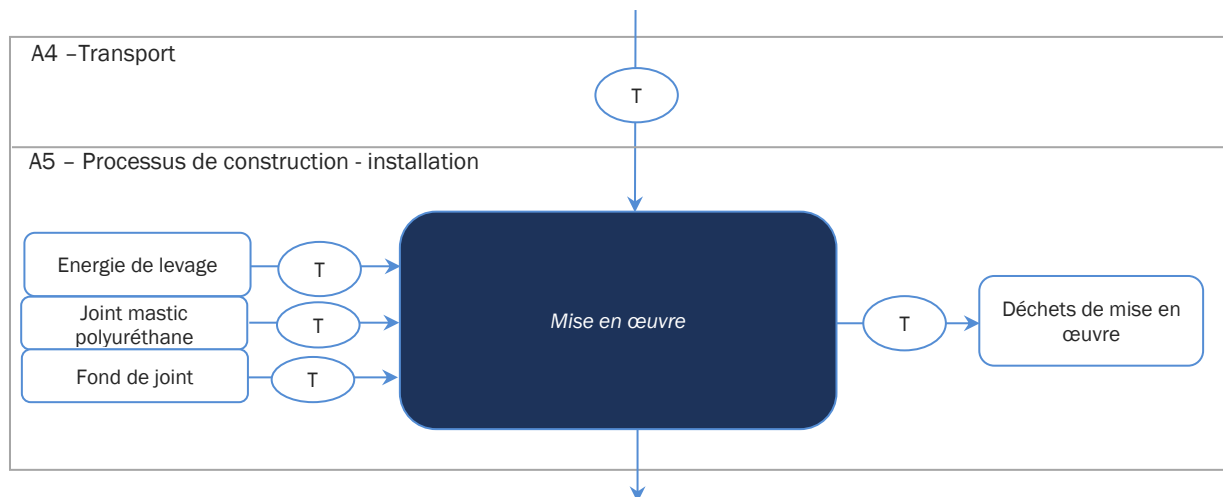 A4 –Transport
T
A5 – Processus de construction - installation
Energie de levage
T
Joint mastic
polyuréthane
T
Fond de joint
T
Mise en œuvre
T
Déchets de mise en
œuvre